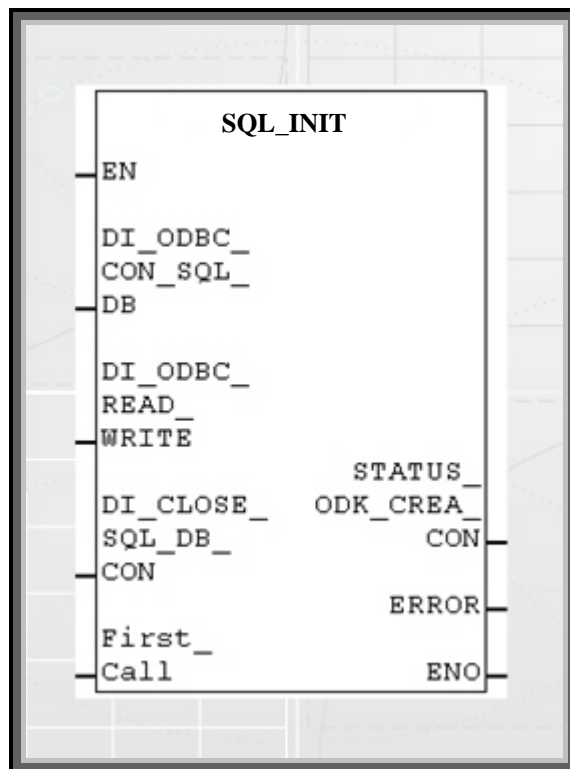 SQL_INIT
EN
DI_ODBC_
CON_SQL_
DB
DI_ODBC_
READ_
WRITE
STATUS_
DI_CLOSE_ ODK_CREA_
SQL_DB_ CON
CON
ERROR
First_
Call ENO